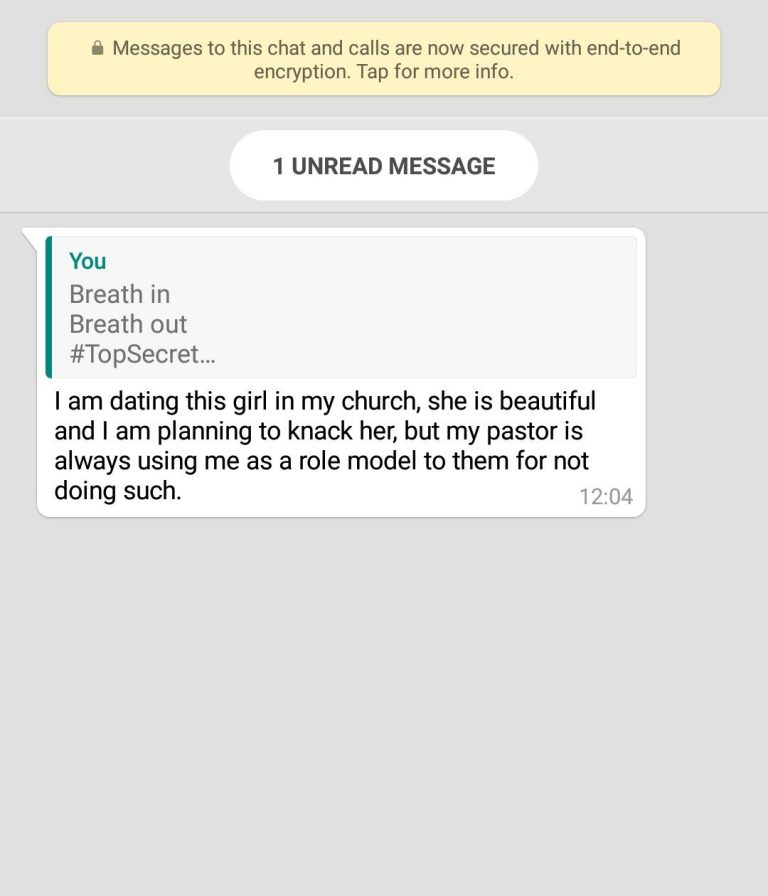 Messages to this chat and calls are now secured with end-to-end
encryption. Tap for more info.
1 UNREAD MESSAGE
You
Breath in
Breath out
#TopSecret...
I am dating this girl in my church, she is beautiful
and I am planning to knack her, but my pastor is
always using me as a role model to them for not
doing such.
12:04